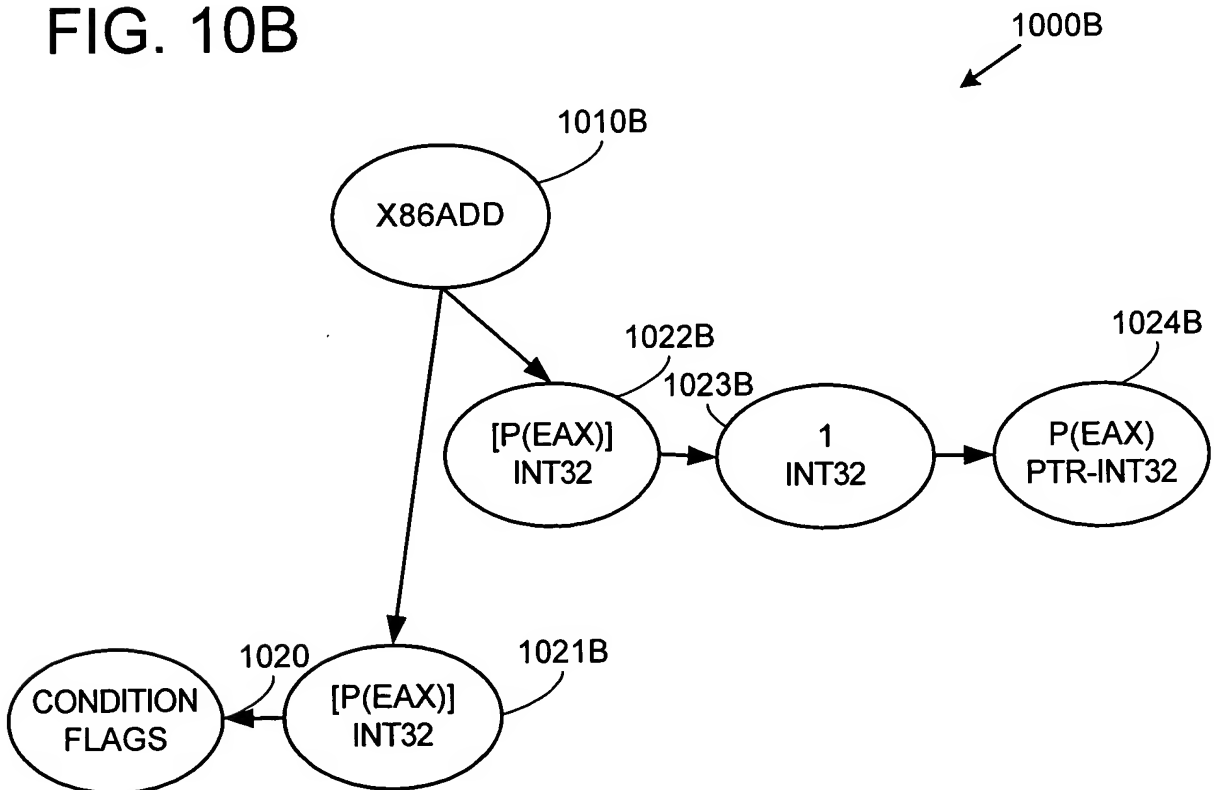 FIG. 10B
1000B
1010B
X86ADD
1022B
1024B
1023B
[P(EAX)]
INT32
1
INT32
P(EAX)
PTR-INT32
1020
1021B
CONDITION
FLAGS
[P(EAX)]
INT32